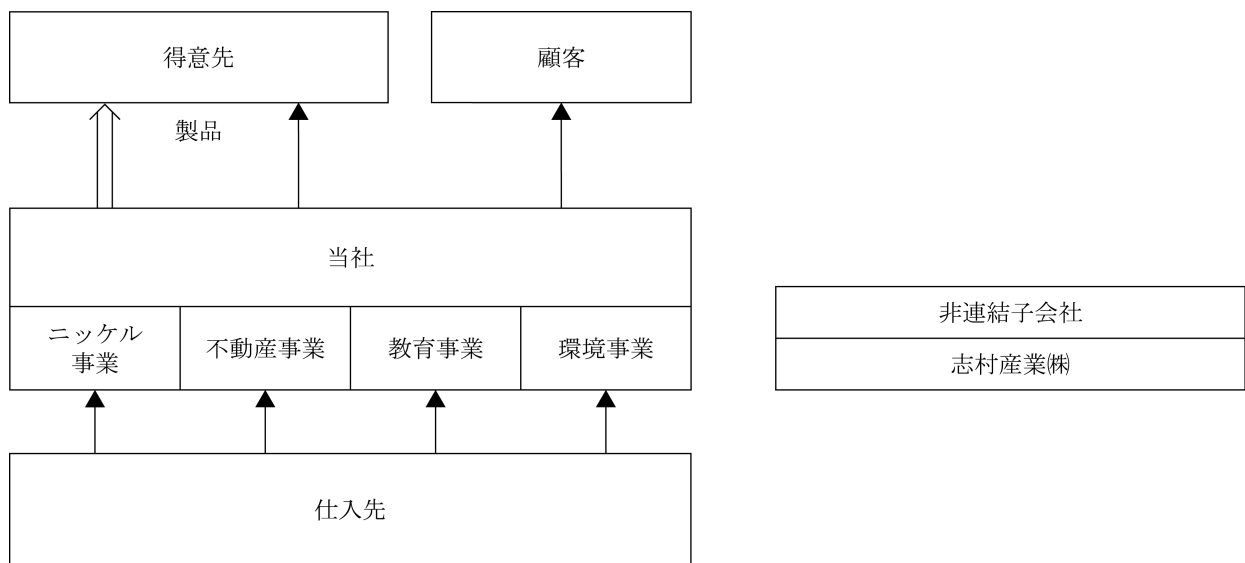 得意先
顧客
製品
当社
ニッケル
事業
不動産事業
教育事業
環境事業
仕入先
非連結子会社
志村産業㈱